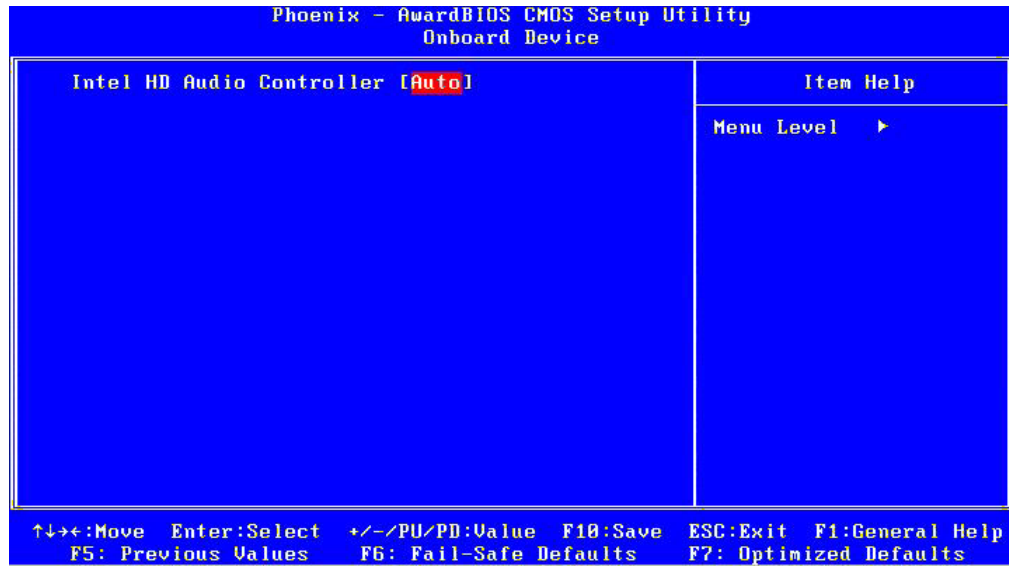 Phoenix - AwardBIOS CMOS Setup Utility
Onboard Device
Intel HD Audio Controller [Auto]
Item Help
Menu Level ▶
↑↓→←:Move Enter:Select +/-/PU/PD:Value F10:Save ESC:Exit F1:General Help
F5: Previous Values F6: Fail-Safe Defaults F7: Optimized Defaults